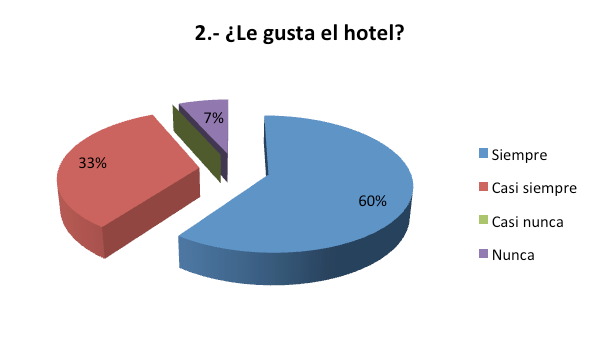 2.- ¿Le gusta el hotel?
7%
33%
60%
Siempre
Casi siempre
Casi nunca
Nunca